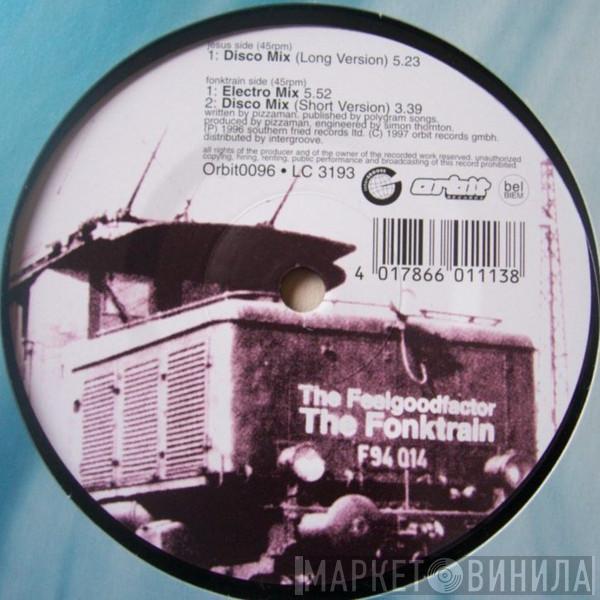 jesus side (45rpm)
1: Disco Mix (Long Version) 5.23
fonktrain side (45rpm)
1: Electro Mix 5.52
2: Disco Mix (Short Version) 3.39
written by pizzaman. published by polygram songs.
produced by pizzaman, engineered by simon thornton.
(P) 1996 southern fried records ltd. (C) 1997 orbit records gmbh.
distributed by intergroove.
all rights of the producer and of the owner of the recorded work reserved. unauthorized
copying, hiring, renting, public performance and broadcasting of this record prohibited.
Orbit0096 • LC 3193
orbit
RECORDS
bel
BIEM
4 017866 011138
The Feelgoodfactor
The Fonktrain
F94 014
МАРКЕТ ВИНИЛА